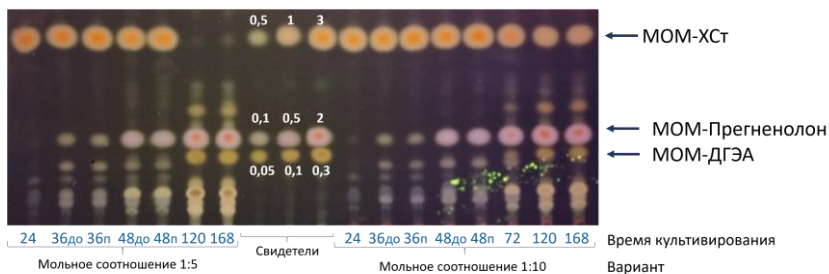 0,5 1 3
МОМ-ХСт
0,1 0,5 2
МОМ-Прегненолон
МОМ-ДГЭА
0,05 0,1 0,3
24 36до 36п 48до 48п 120 168
24 36до 36п 48до 48п 72 120 168
Время культивирования
Свидетели
Мольное соотношение 1:5
Мольное соотношение 1:10
Вариант